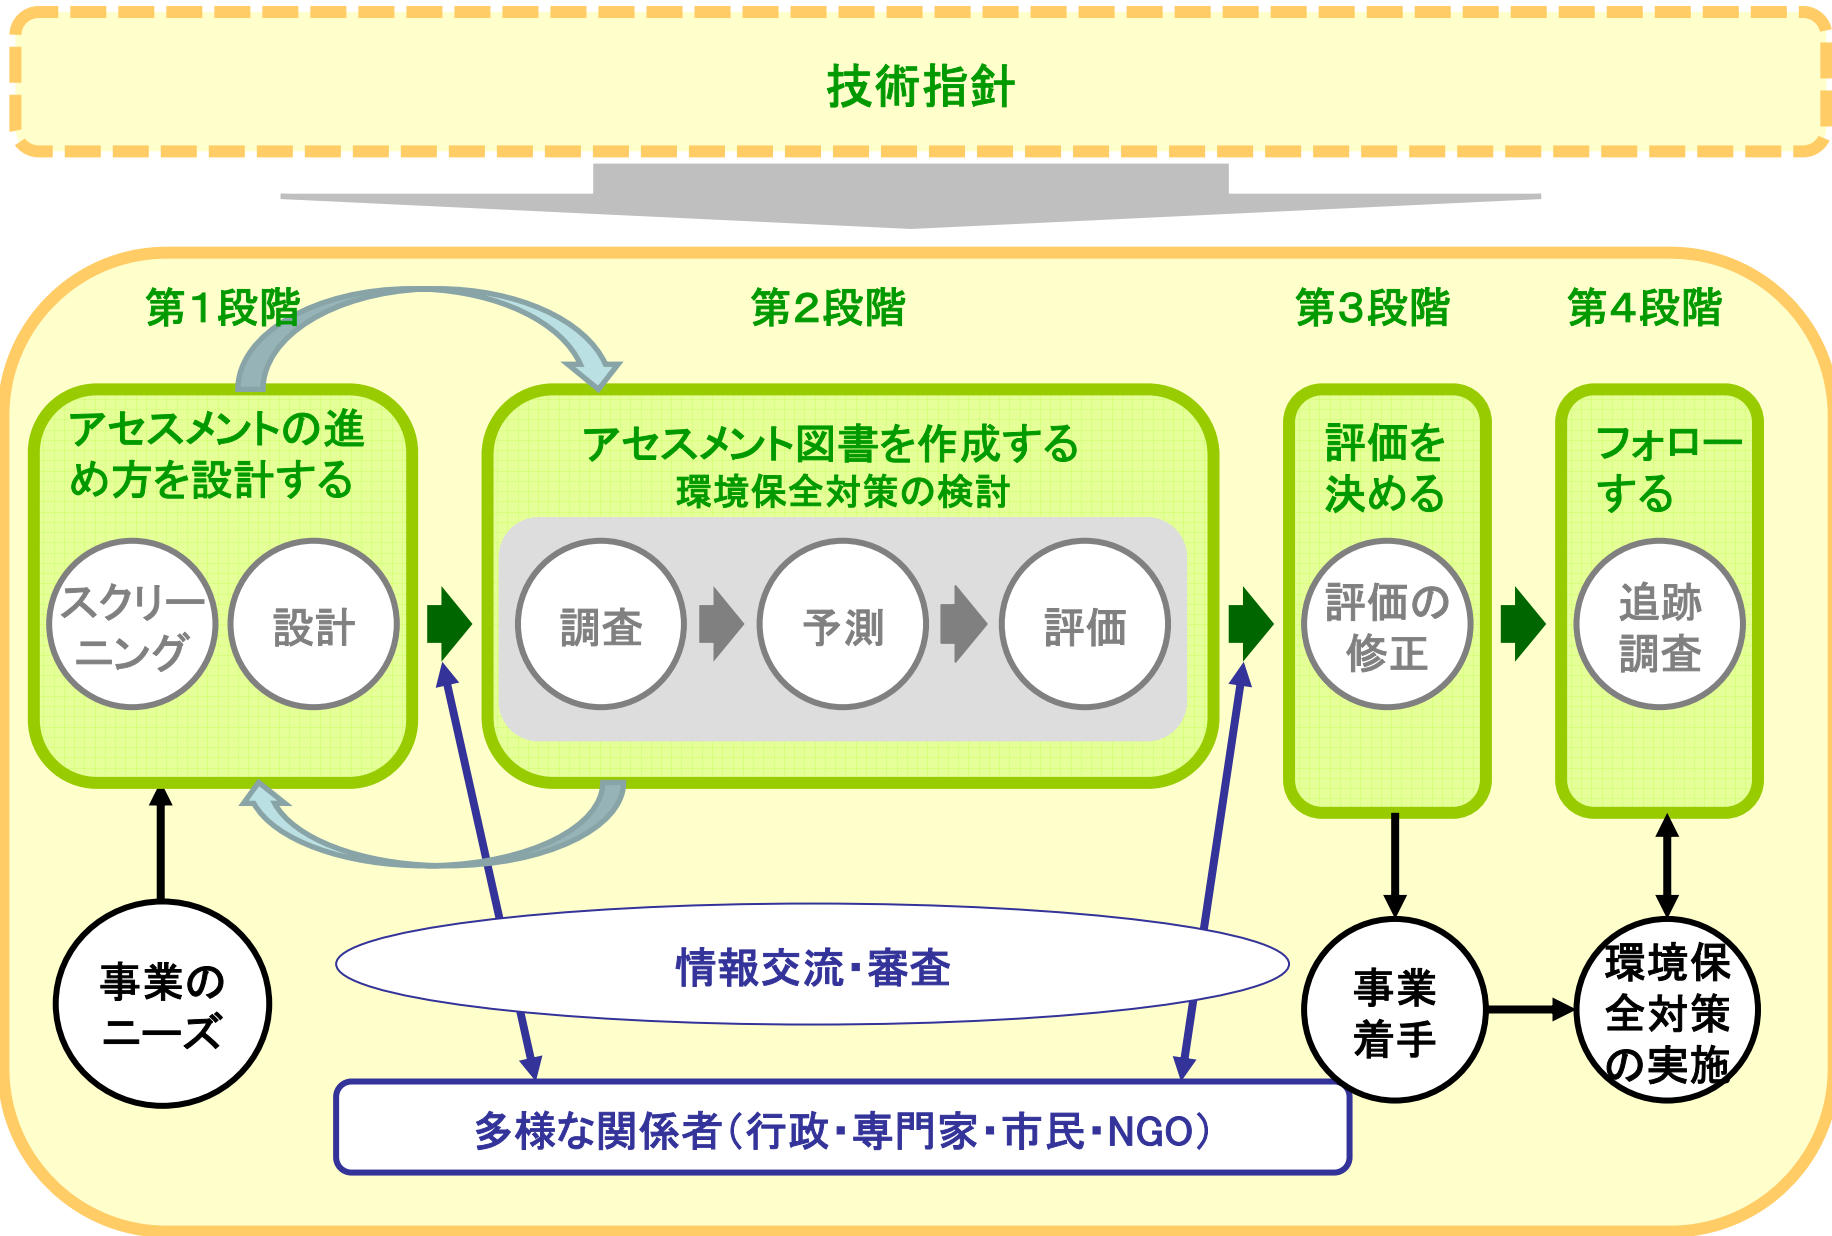 技術指針
第１段階
第２段階
第３段階
第４段階
アセスメントの進
め方を設計する
スクリー
ニング
設計
アセスメント図書を作成する
環境保全対策の検討
調査
予測
評価
評価を
決める
評価の
修正
フォロー
する
追跡
調査
事業の
ニーズ
情報交流・審査
事業
着手
環境保
全対策
の実施
多様な関係者（行政・専門家・市民・NGO）